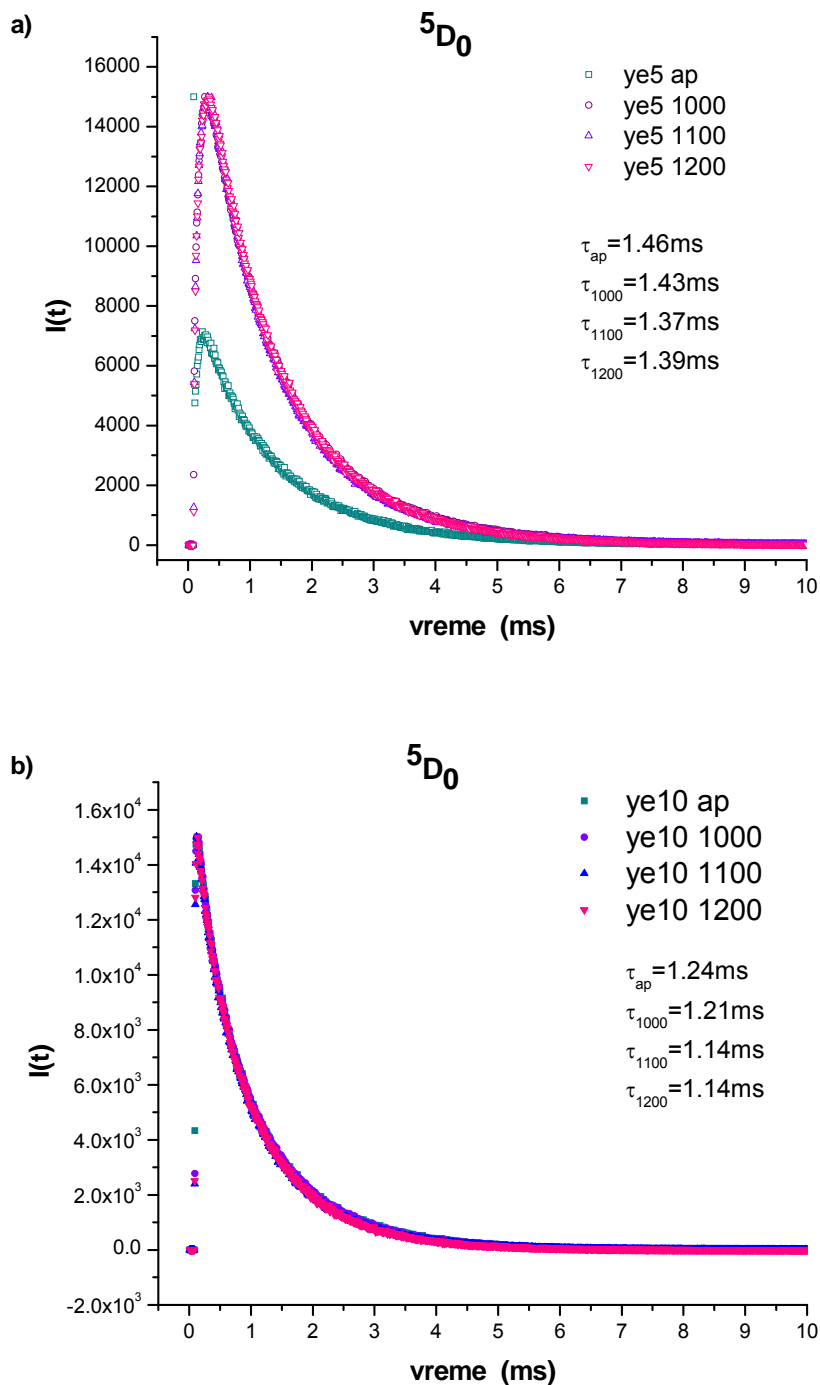 a)
⁵D₀
16000
14000
12000
10000
8000
6000
4000
2000
0
I(t)
0 1 2 3 4 5 6 7 8 9 10
vreme (ms)
ye5 ap
ye5 1000
ye5 1100
ye5 1200
τap=1.46ms
τ1000=1.43ms
τ1100=1.37ms
τ1200=1.39ms
b)
⁵D₀
1.6x10⁴
1.4x10⁴
1.2x10⁴
1.0x10⁴
8.0x10³
6.0x10³
4.0x10³
2.0x10³
0.0
-2.0x10³
I(t)
0 1 2 3 4 5 6 7 8 9 10
vreme (ms)
ye10 ap
ye10 1000
ye10 1100
ye10 1200
τap=1.24ms
τ1000=1.21ms
τ1100=1.14ms
τ1200=1.14ms